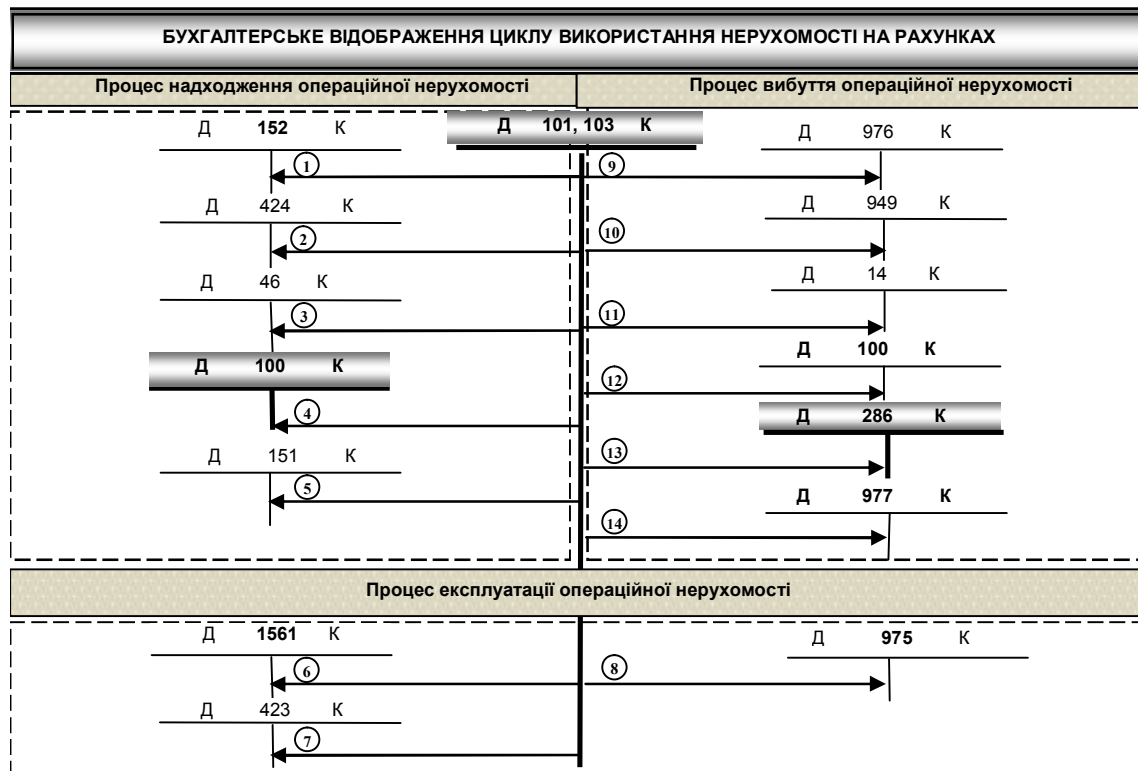 БУХГАЛТЕРСЬКЕ ВІДОБРАЖЕННЯ ЦИКЛУ ВИКОРИСТАННЯ НЕРУХОМОСТІ НА РАХУНКАХ
Процес надходження операційної нерухомості
Процес вибуття операційної нерухомості
Д 101, 103 К
Д 152 К
1
Д 424 К
2
Д 46 К
3
Д 100 К
4
Д 151 К
5
Д 976 К
9
Д 949 К
10
Д 14 К
11
Д 100 К
12
Д 286 К
13
Д 977 К
14
Процес експлуатації операційної нерухомості
Д 1561 К
6
Д 423 К
7
Д 975 К
8